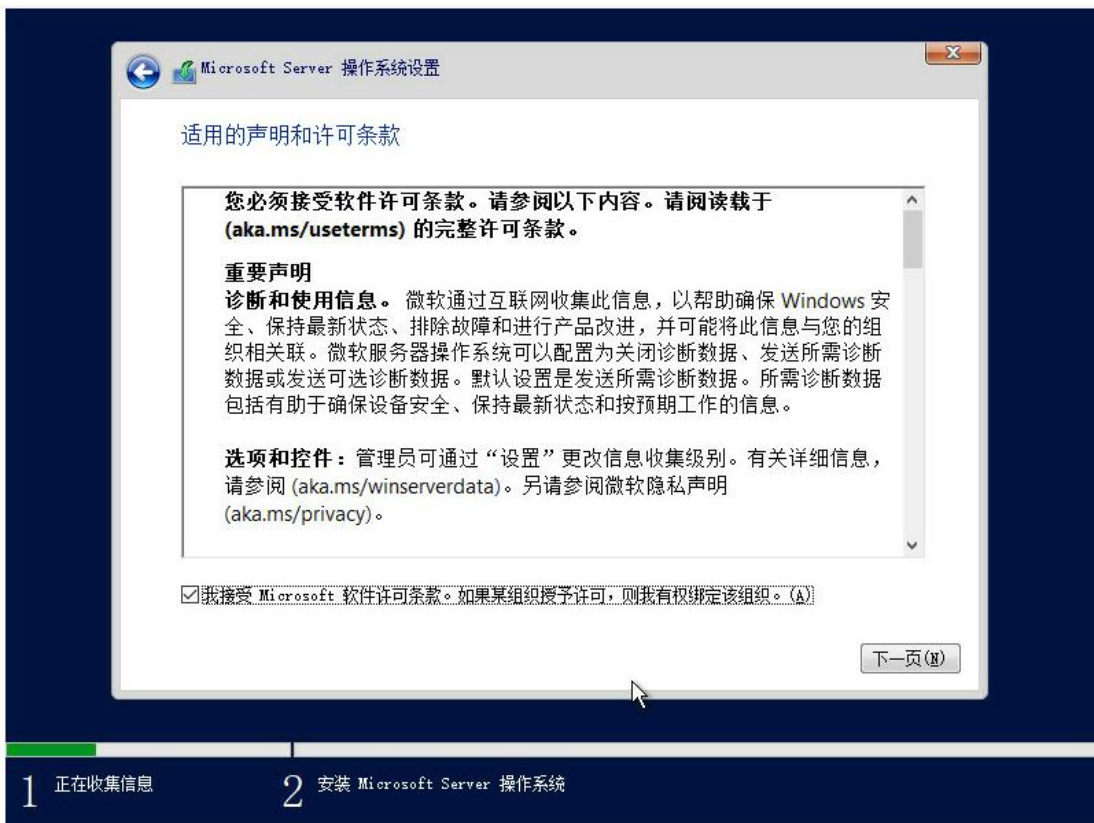 Microsoft Server 操作系统设置
适用的声明和许可条款
您必须接受软件许可条款。请参阅以下内容。请阅读载于
(aka.ms/useterms) 的完整许可条款。
重要声明
诊断和使用信息。 微软通过互联网收集此信息，以帮助确保 Windows 安
全、保持最新状态、排除故障和进行产品改进，并可能将此信息与您的组
织相关联。微软服务器操作系统可以配置为关闭诊断数据、发送所需诊断
数据或发送可选诊断数据。默认设置是发送所需诊断数据。所需诊断数据
包括有助于确保设备安全、保持最新状态和按预期工作的信息。
选项和控件：管理员可通过“设置”更改信息收集级别。有关详细信息，
请参阅 (aka.ms/winserverdata)。另请参阅微软隐私声明
(aka.ms/privacy)。
我接受 Microsoft 软件许可条款。如果某组织授予许可，则我有权绑定该组织。(A)
下一页(N)
1 正在收集信息
2 安装 Microsoft Server 操作系统